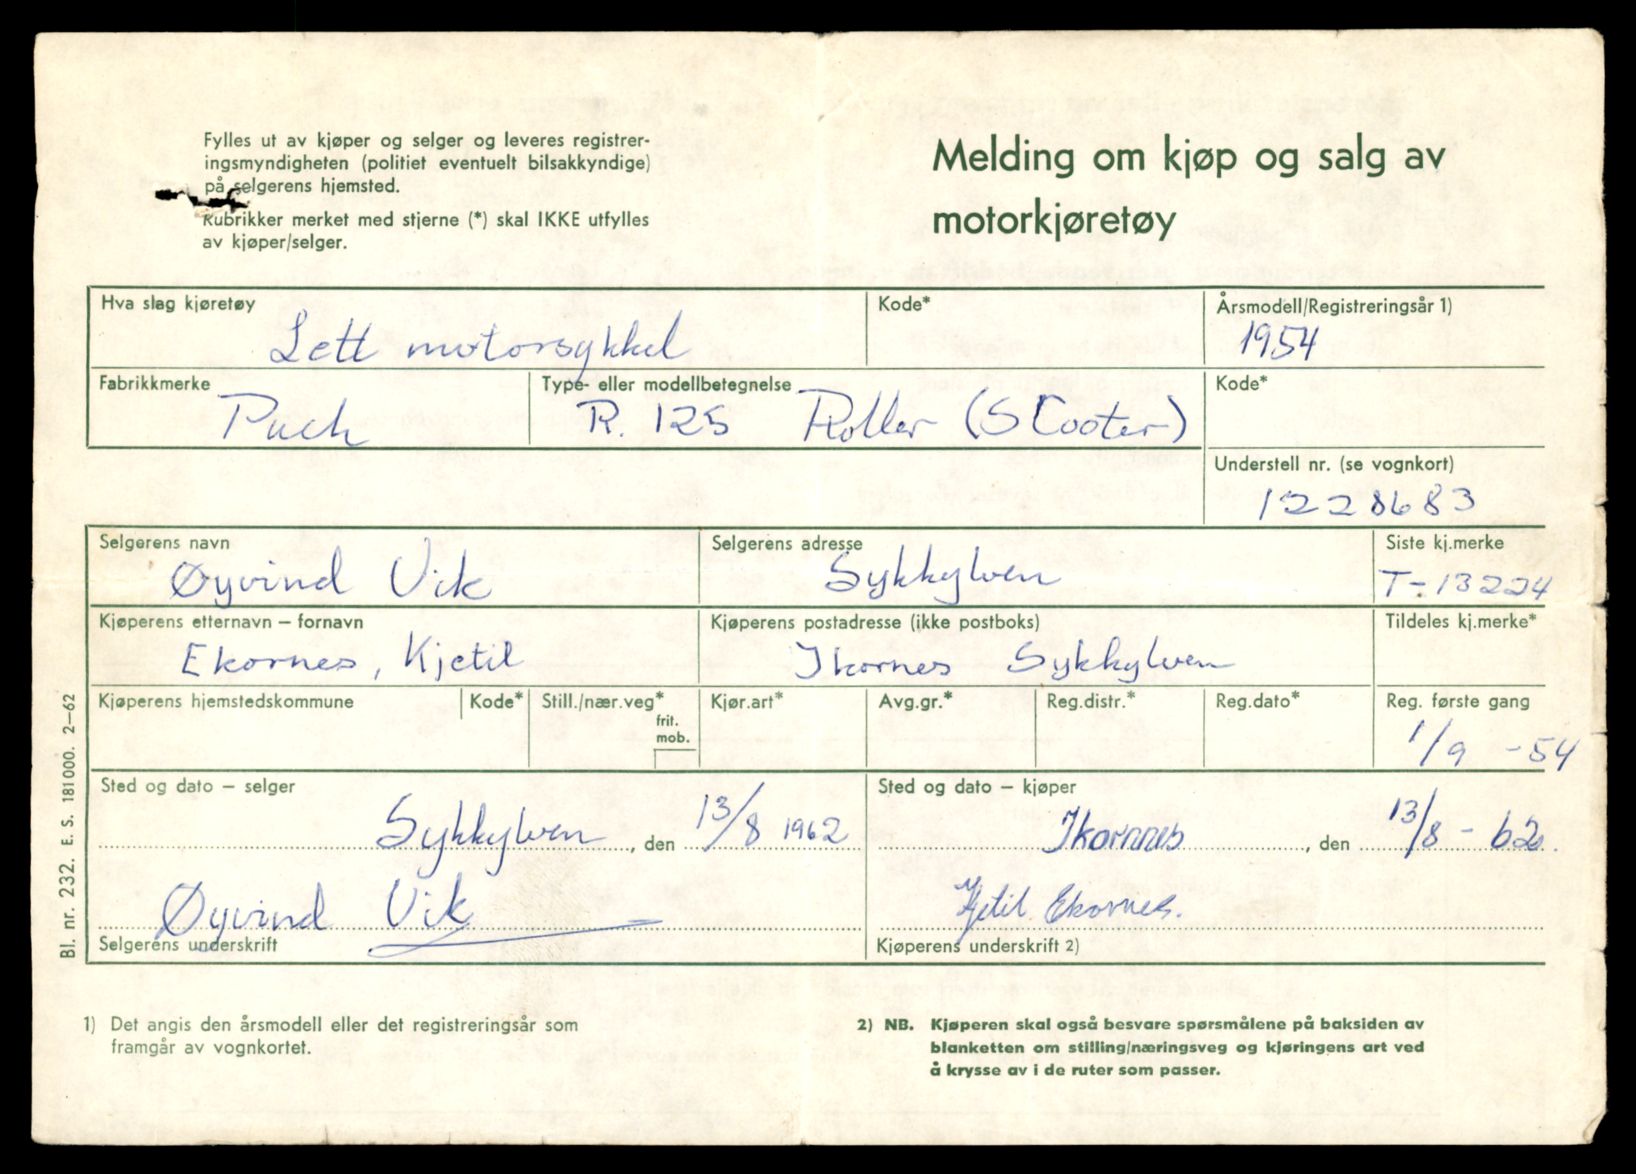 Fylles ut av kjøper og selger og leveres registrer-
ingsmyndigheten (politiet eventuelt bilsakkyndige)
på selgerens hjemsted.
Rubrikker merket med stjerne (*) skal IKKE utfylles
av kjøper/selger.
Melding om kjøp og salg av
motorkjøretøy
Hva slag kjøretøy
Kode*
Årsmodell/Registreringsår 1)
Lett motorsykkel
1954
Fabrikkmerke
Type- eller modellbetegnelse
Kode*
Puch
R. 125 Roller (SCooter)
Understell nr. (se vognkort)
1228683
Selgerens navn
Selgerens adresse
Siste kj.merke
Øyvind Vik
Sykkylven
T-13224
Kjøperens etternavn — fornavn
Kjøperens postadresse (ikke postboks)
Tildeles kj.merke*
Ekornes, Kjetil
Ikornes Sykkylven
Kjøperens hjemstedskommune
Kode*
Still./nær.veg*
frit.
mob.
Kjør.art*
Avg.gr.*
Reg.distr.*
Reg.dato*
Reg. første gang
1/9 -54
Sted og dato — selger
Sted og dato — kjøper
Sykkylven, den 13/8 1962
Ikornnes, den 13/8 - 62.
Øyvind Vik
Kjetil Ekornes.
Selgerens underskrift
Kjøperens underskrift 2)
Bl. nr. 232. E. S. 181000. 2—62
1) Det angis den årsmodell eller det registreringsår som
framgår av vognkortet.
2) NB. Kjøperen skal også besvare spørsmålene på baksiden av
blanketten om stilling/næringsveg og kjøringens art ved
å krysse av i de ruter som passer.